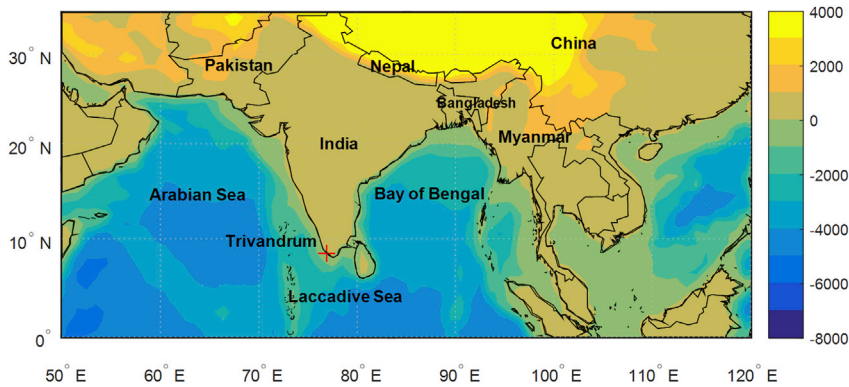 4000
2000
0
-2000
-4000
-6000
-8000
30° N
20° N
10° N
0°
China
Pakistan
Nepal
Bangladesh
Myanmar
India
Arabian Sea
Bay of Bengal
Trivandrum
Laccadive Sea
50° E
60° E
70° E
80° E
90° E
100° E
110° E
120° E